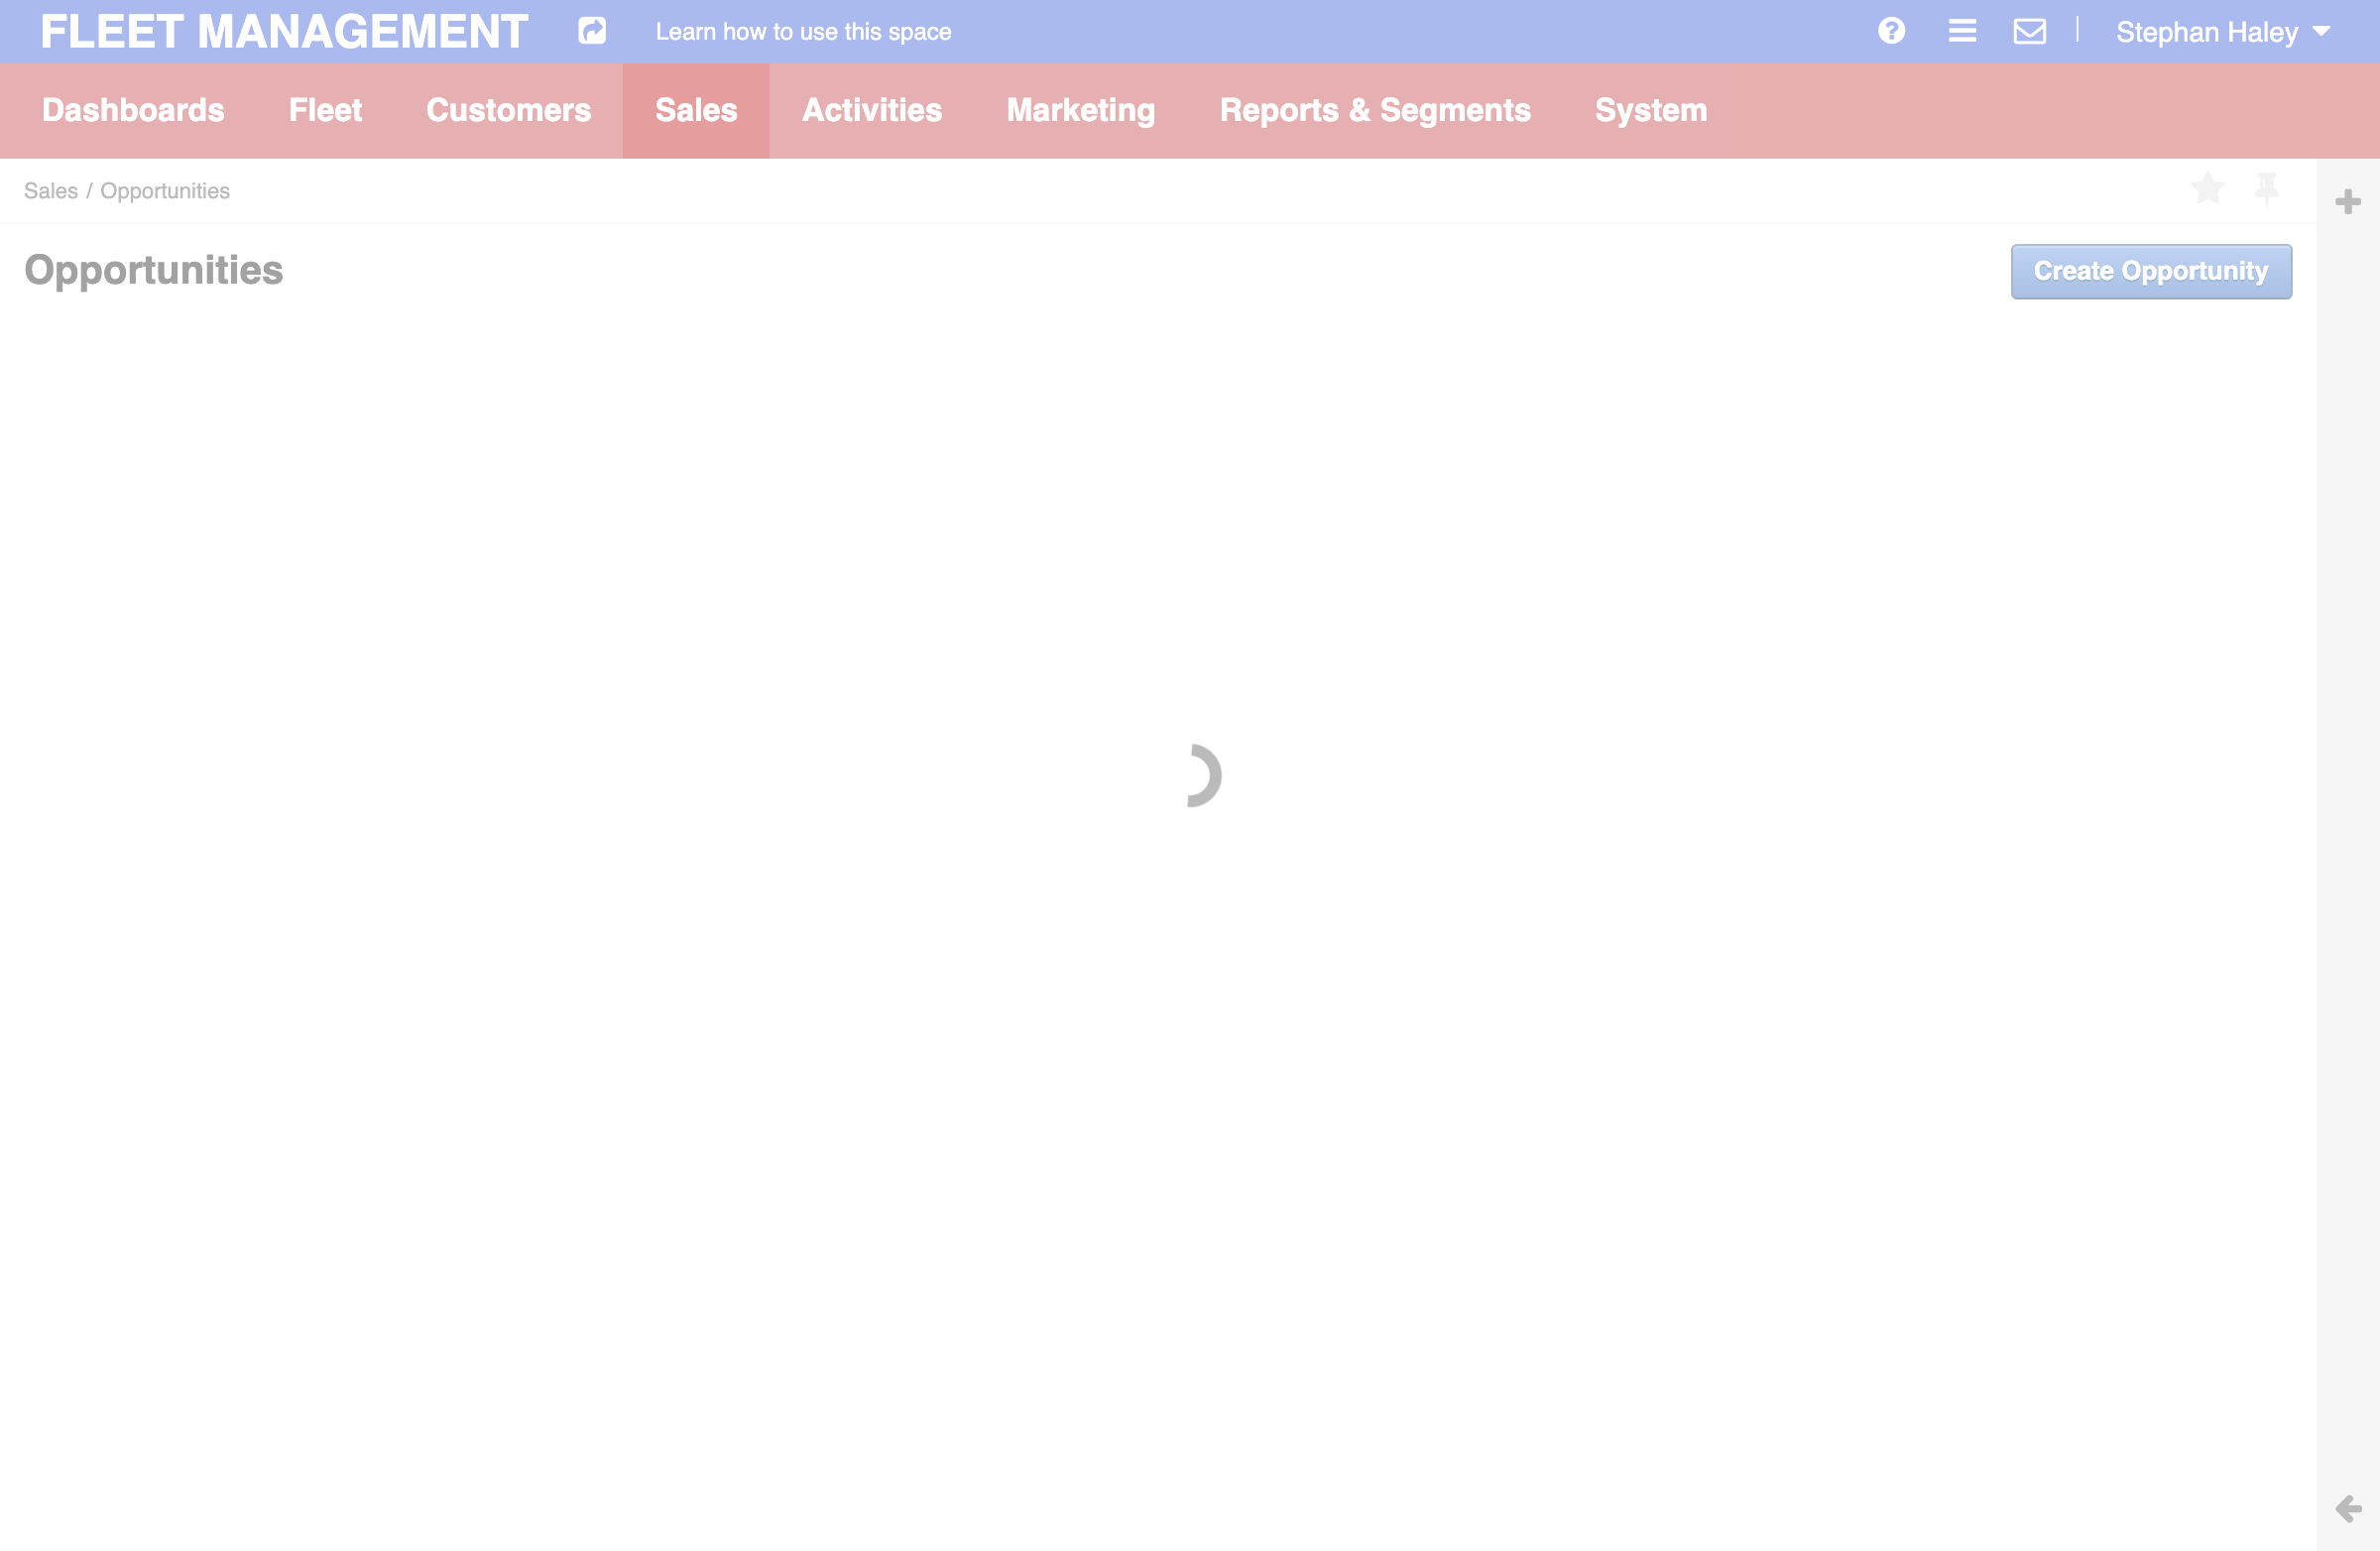 FLEET MANAGEMENT Learn how to use this space Stephan Haley
Dashboards Fleet Customers Sales Activities Marketing Reports & Segments System
Sales / Opportunities
Opportunities Create Opportunity